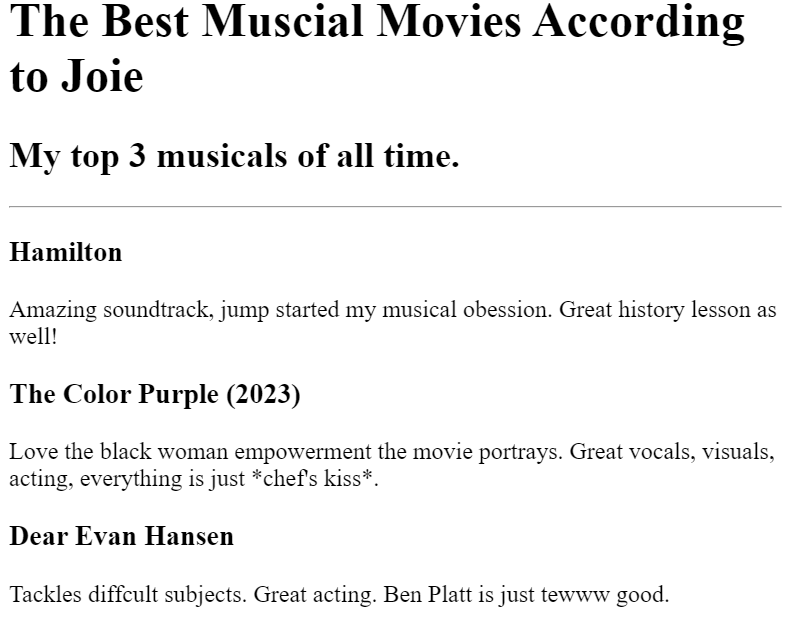 The Best Muscial Movies According
to Joie
My top 3 musicals of all time.
Hamilton
Amazing soundtrack, jump started my musical obession. Great history lesson as
well!
The Color Purple (2023)
Love the black woman empowerment the movie portrays. Great vocals, visuals,
acting, everything is just *chef's kiss*.
Dear Evan Hansen
Tackles diffcult subjects. Great acting. Ben Platt is just tewww good.